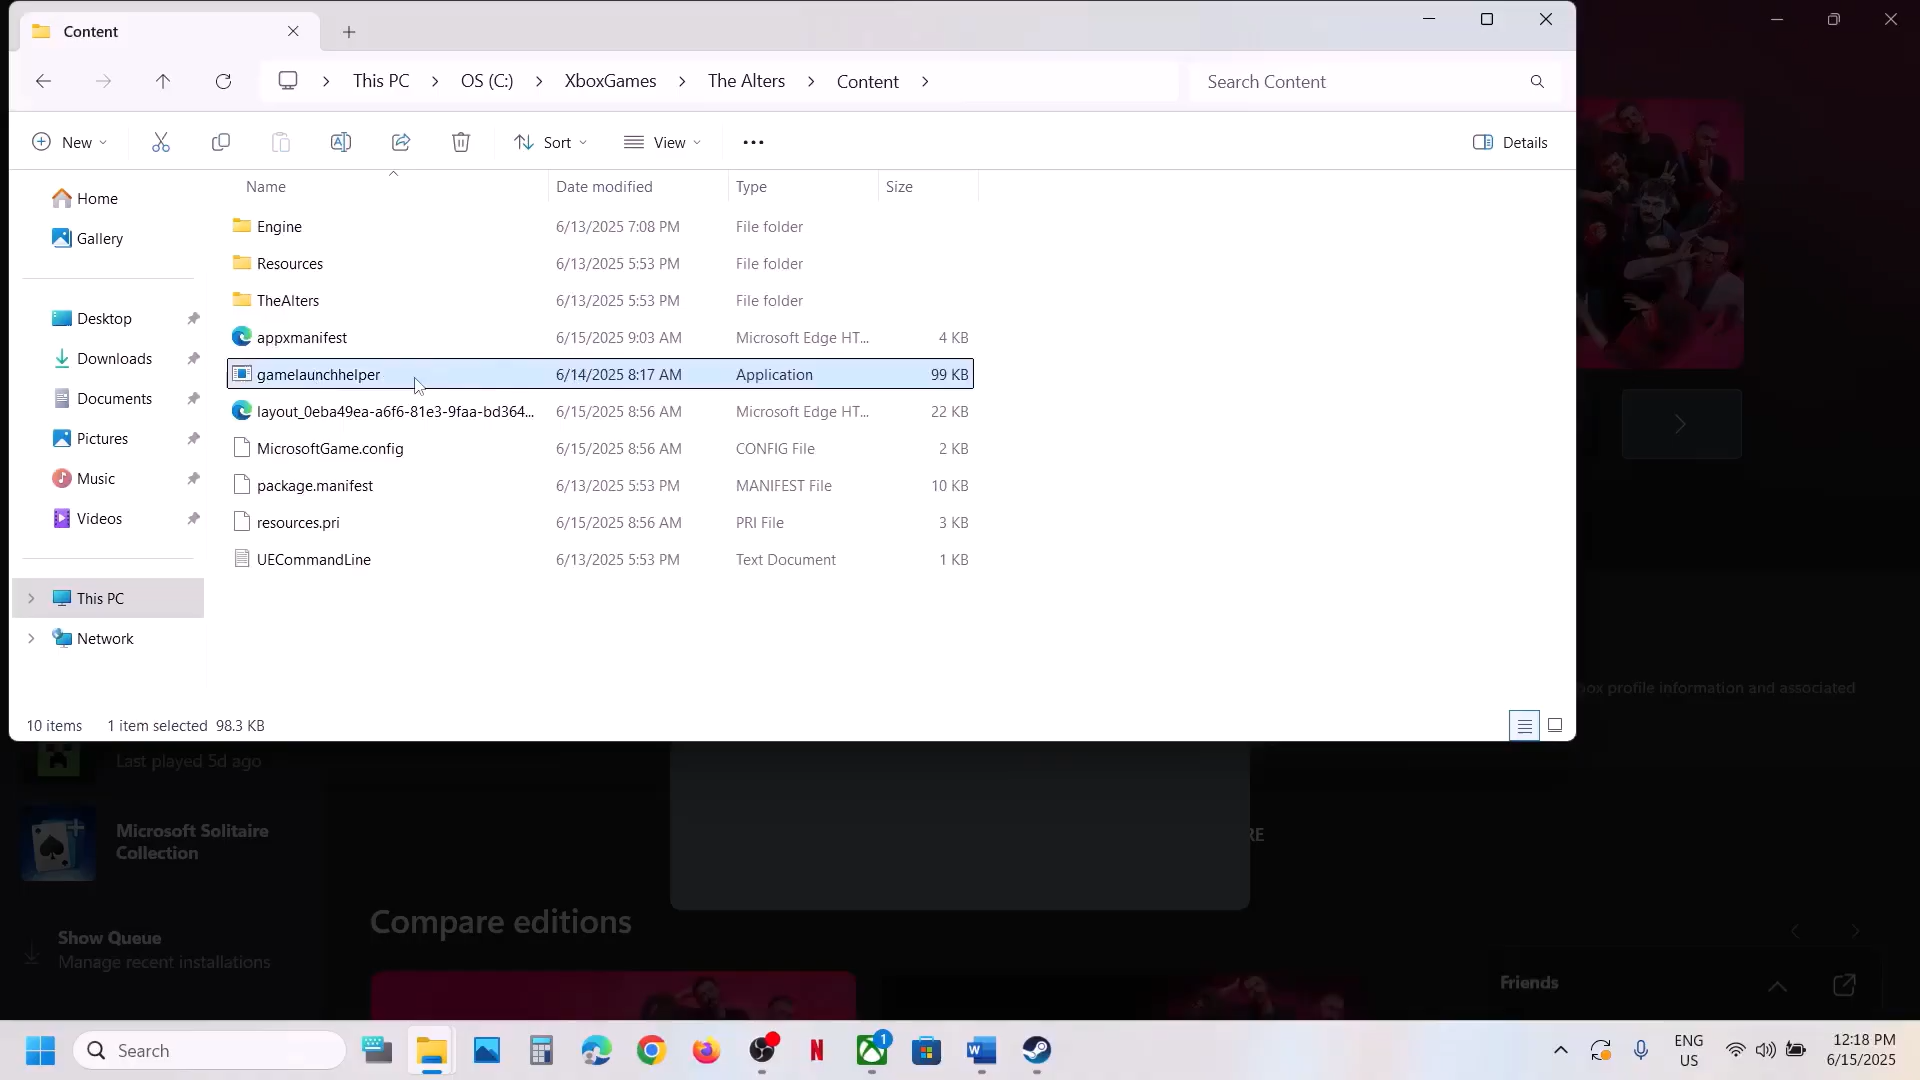 Content
This PC
OS (C:)
XboxGames
The Alters
Content
Search Content
New
Sort
View
Details
Name
Date modified
Type
Size
Home
Gallery
Desktop
Downloads
Documents
Pictures
Music
Videos
This PC
Network
Engine 6/13/2025 7:08 PM File folder
Resources 6/13/2025 5:53 PM File folder
TheAlters 6/13/2025 5:53 PM File folder
appxmanifest 6/15/2025 9:03 AM Microsoft Edge HT... 4 KB
gamelaunchhelper 6/14/2025 8:17 AM Application 99 KB
layout_0eba49ea-a6f6-81e3-9faa-bd364... 6/15/2025 8:56 AM Microsoft Edge HT... 22 KB
MicrosoftGame.config 6/15/2025 8:56 AM CONFIG File 2 KB
package.manifest 6/13/2025 5:53 PM MANIFEST File 10 KB
resources.pri 6/15/2025 8:56 AM PRI File 3 KB
UECommandLine 6/13/2025 5:53 PM Text Document 1 KB
10 items 1 item selected 98.3 KB
profile information and associated
Last played 5d ago
Microsoft Solitaire
Collection
Show Queue
Manage recent installations
Compare editions
Friends
Search
1
ENG
US
12:18 PM
6/15/2025